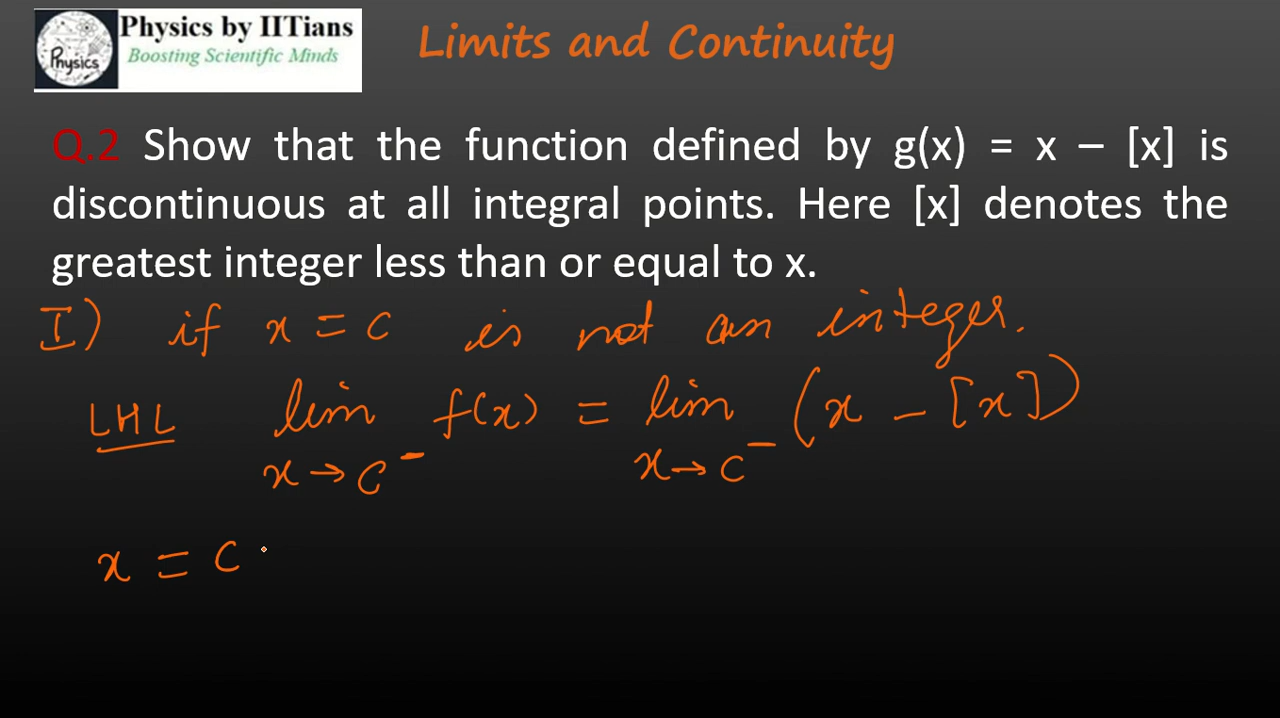 Physics by IITians
Boosting Scientific Minds
Physics
Limits and Continuity
Q.2 Show that the function defined by g(x) = x – [x] is
discontinuous at all integral points. Here [x] denotes the
greatest integer less than or equal to x.
I) if x = c is not an integer.
LHL lim f(x) = lim (x - [x])
x→c⁻ x→c⁻
x = c